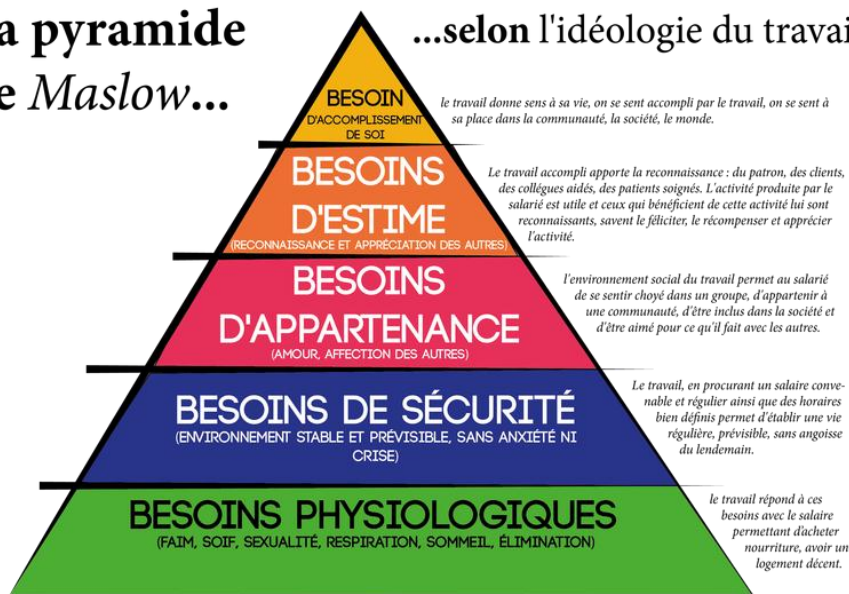 a pyramide
e Maslow...
...selon l'idéologie du travai
BESOIN
D'ACCOMPLISSEMENT
DE SOI
le travail donne sens à sa vie, on se sent accompli par le travail, on se sent à
sa place dans la communauté, la société, le monde.
BESOINS
D'ESTIME
(RECONNAISSANCE ET APPRÉCIATION DES AUTRES)
Le travail accompli apporte la reconnaissance : du patron, des clients,
des collégues aidés, des patients soignés. L'activité produite par le
salarié est utile et ceux qui bénéficient de cette activité lui sont
reconnaissants, savent le féliciter, le récompenser et apprécier
l'activité.
BESOINS
D'APPARTENANCE
(AMOUR, AFFECTION DES AUTRES)
l'environnement social du travail permet au salarié
de se sentir choyé dans un groupe, d'appartenir à
une communauté, d'être inclus dans la société et
d'être aimé pour ce qu'il fait avec les autres.
BESOINS DE SÉCURITÉ
(ENVIRONNEMENT STABLE ET PRÉVISIBLE, SANS ANXIÉTÉ NI
CRISE)
Le travail, en procurant un salaire conve-
nable et régulier ainsi que des horaires
bien définis permet d'établir une vie
régulière, prévisible, sans angoisse
du lendemain.
BESOINS PHYSIOLOGIQUES
(FAIM, SOIF, SEXUALITÉ, RESPIRATION, SOMMEIL, ÉLIMINATION)
le travail répond à ces
besoins avec le salaire
permettant d'acheter
nourriture, avoir un
logement décent.